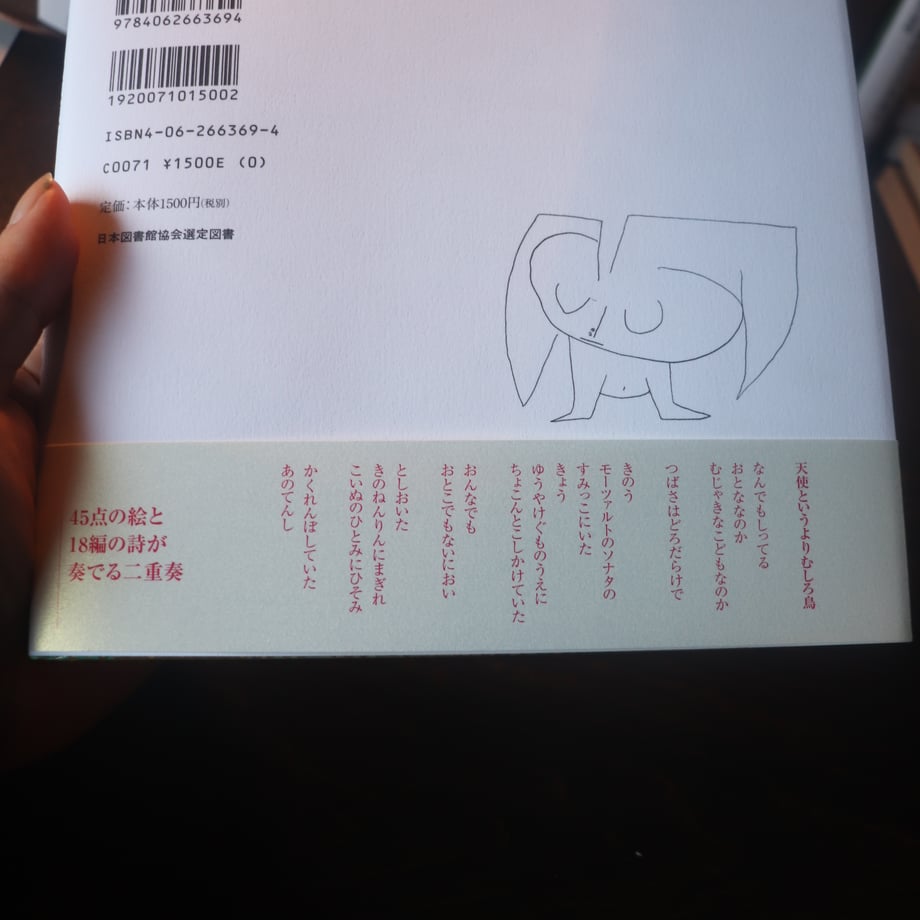 9784062663694
1920071015002
ISBN4-06-266369-4
C0071 ¥1500E (0)
定価：本体1500円(税別)
日本図書館協会選定図書
天使というよりむしろ鳥
なんでもしってる
おとななのか
むじゃきなこどもなのか
つばさはどろだらけで
きのう
モーツァルトのソナタの
すみっこにいた
きょう
ゆうやけぐものうえに
ちょこんとこしかけていた
おんなでも
おとこでもないにおい
としおいた
きのねんりんにまぎれ
こいぬのひとみにひそみ
かくれんぼしていた
あのてんし
45点の絵と
18編の詩が
奏でる二重奏